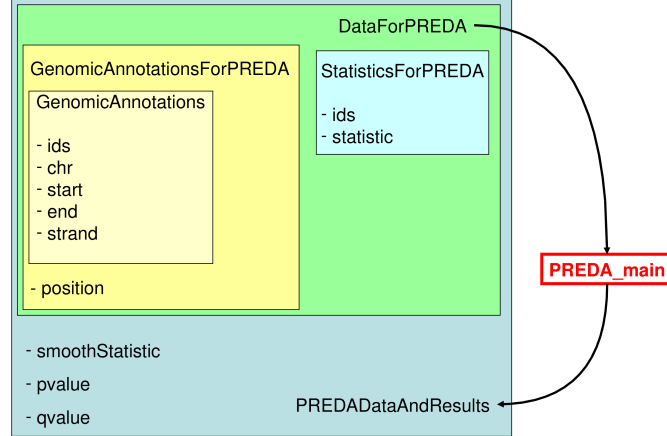 DataForPREDA
GenomicAnnotationsForPREDA
GenomicAnnotations
- ids
- chr
- start
- end
- strand
- position
StatisticsForPREDA
- ids
- statistic
PREDA_main
- smoothStatistic
- pvalue
- qvalue
PREDADataAndResults